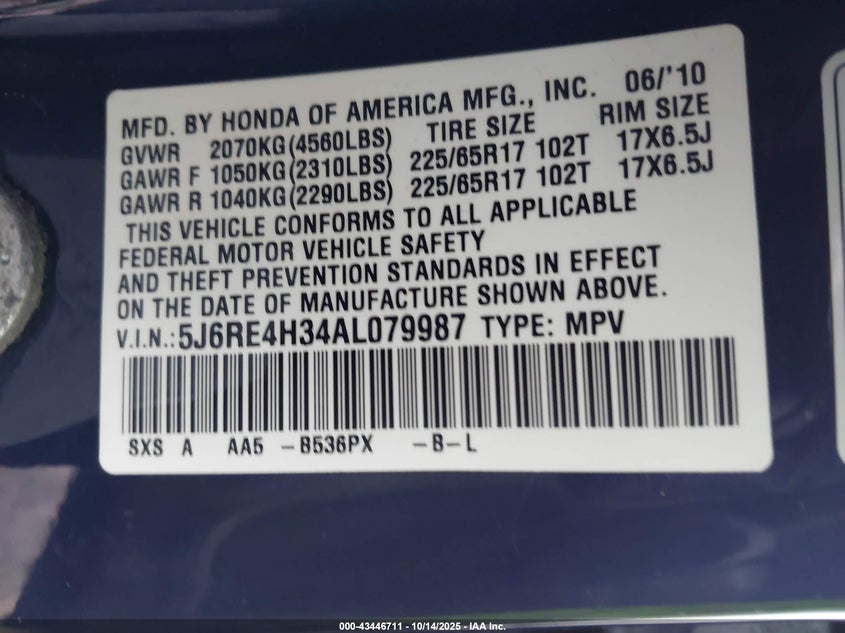 MFD. BY HONDA OF AMERICA MFG., INC. 06/'10
GVWR 2070KG(4560LBS) TIRE SIZE RIM SIZE
GAWR F 1050KG(2310LBS) 225/65R17 102T 17X6.5J
GAWR R 1040KG(2290LBS) 225/65R17 102T 17X6.5J
THIS VEHICLE CONFORMS TO ALL APPLICABLE
FEDERAL MOTOR VEHICLE SAFETY
AND THEFT PREVENTION STANDARDS IN EFFECT
ON THE DATE OF MANUFACTURE SHOWN ABOVE.
V.I.N.:5J6RE4H34AL079987 TYPE: MPV
SXS A AA5 -B536PX -B-L
000-43446711 - 10/14/2025 - IAA Inc.